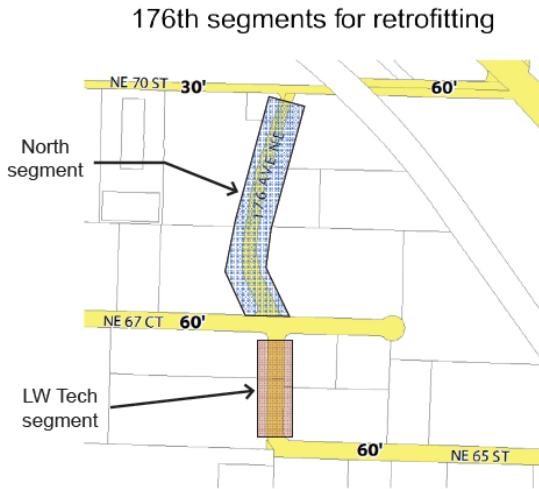 176th segments for retrofitting
NE 70 ST 30' 60'
North
segment
176 AVE NE
NE 67 CT 60'
LW Tech
segment
60' NE 65 ST